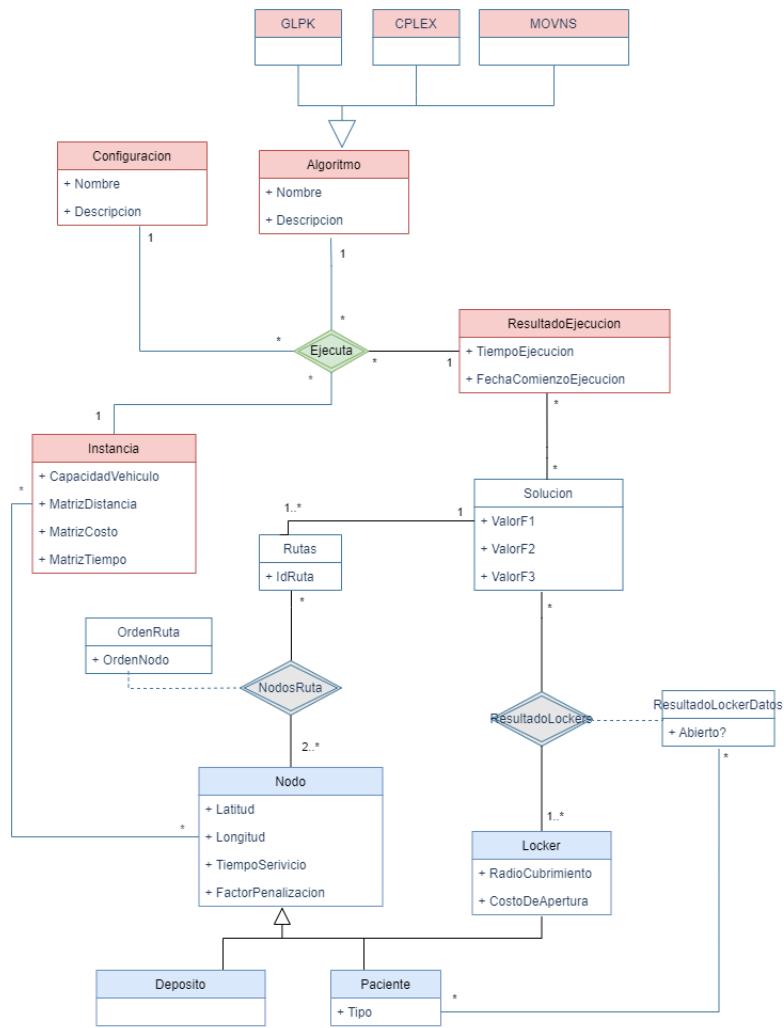 GLPK
CPLEX
MOVNS
Configuracion
+ Nombre
+ Descripcion
Algoritmo
+ Nombre
+ Descripcion
1
1
*
*
Ejecuta
*
*
1
ResultadoEjecucion
+ TiempoEjecucion
+ FechaComienzoEjecucion
1
*
*
Instancia
+ CapacidadVehiculo
+ MatrizDistancia
+ MatrizCosto
+ MatrizTiempo
*
Solucion
+ ValorF1
+ ValorF2
+ ValorF3
1..*
1
Rutas
+ IdRuta
*
*
OrdenRuta
+ OrdenNodo
NodosRuta
ResultadoLockers
ResultadoLockerDatos
+ Abierto?
*
2..*
1..*
Nodo
+ Latitud
+ Longitud
+ TiempoSerivicio
+ FactorPenalizacion
*
Locker
+ RadioCubrimiento
+ CostoDeApertura
Deposito
Paciente
+ Tipo
*